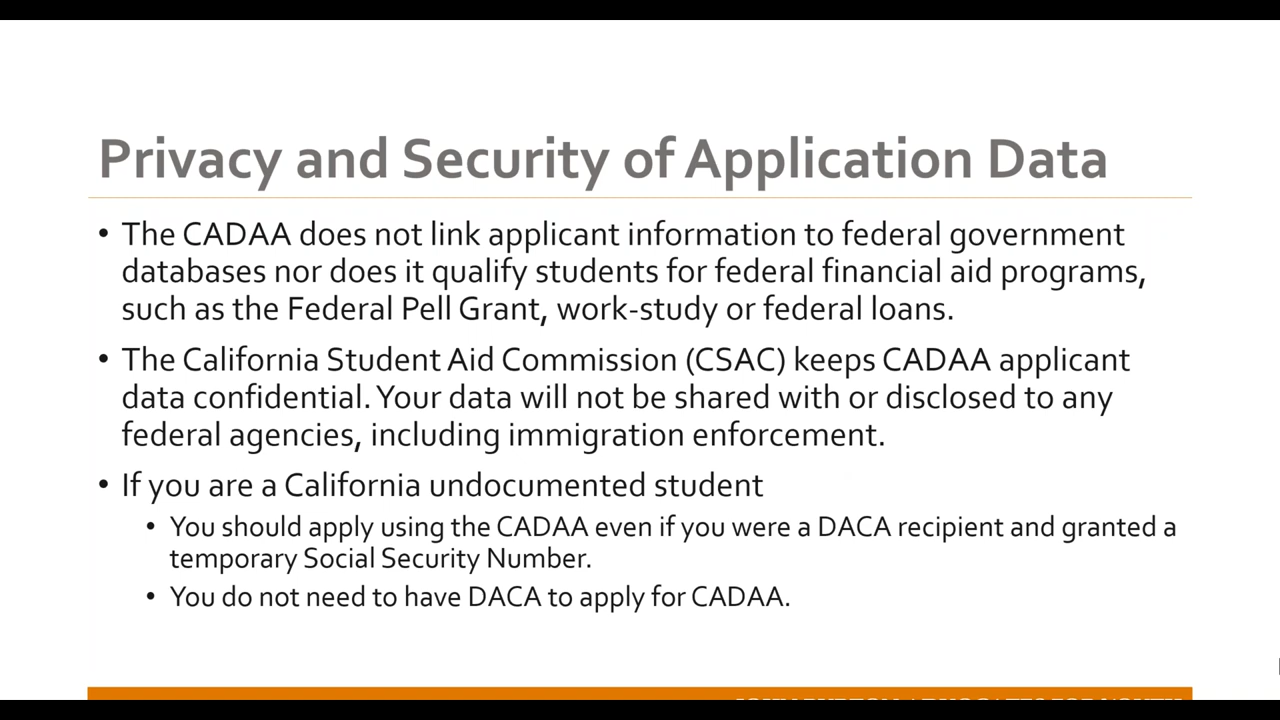 Privacy and Security of Application Data
• The CADAA does not link applicant information to federal government
databases nor does it qualify students for federal financial aid programs,
such as the Federal Pell Grant, work-study or federal loans.
• The California Student Aid Commission (CSAC) keeps CADAA applicant
data confidential. Your data will not be shared with or disclosed to any
federal agencies, including immigration enforcement.
• If you are a California undocumented student
• You should apply using the CADAA even if you were a DACA recipient and granted a
temporary Social Security Number.
• You do not need to have DACA to apply for CADAA.